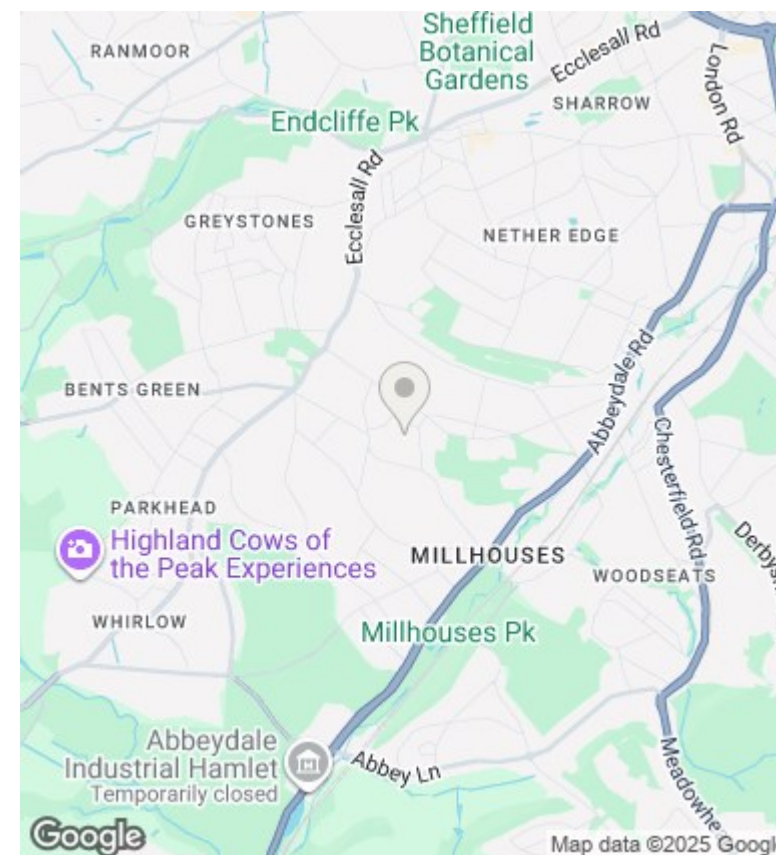 RANMOOR
Sheffield
Botanical
Gardens
Ecclesall Rd
London Rd
SHARROW
Endcliffe Pk
Ecclesall Rd
GREYSTONES
NETHER EDGE
Abbeydale Rd
BENTS GREEN
Chesterfield Rd
PARKHEAD
Highland Cows of
the Peak Experiences
MILLHOUSES
WOODSEATS
WHIRLOW
Millhouses Pk
Abbeydale
Industrial Hamlet
Temporarily closed
Abbey Ln
Google
Map data ©2025 Google